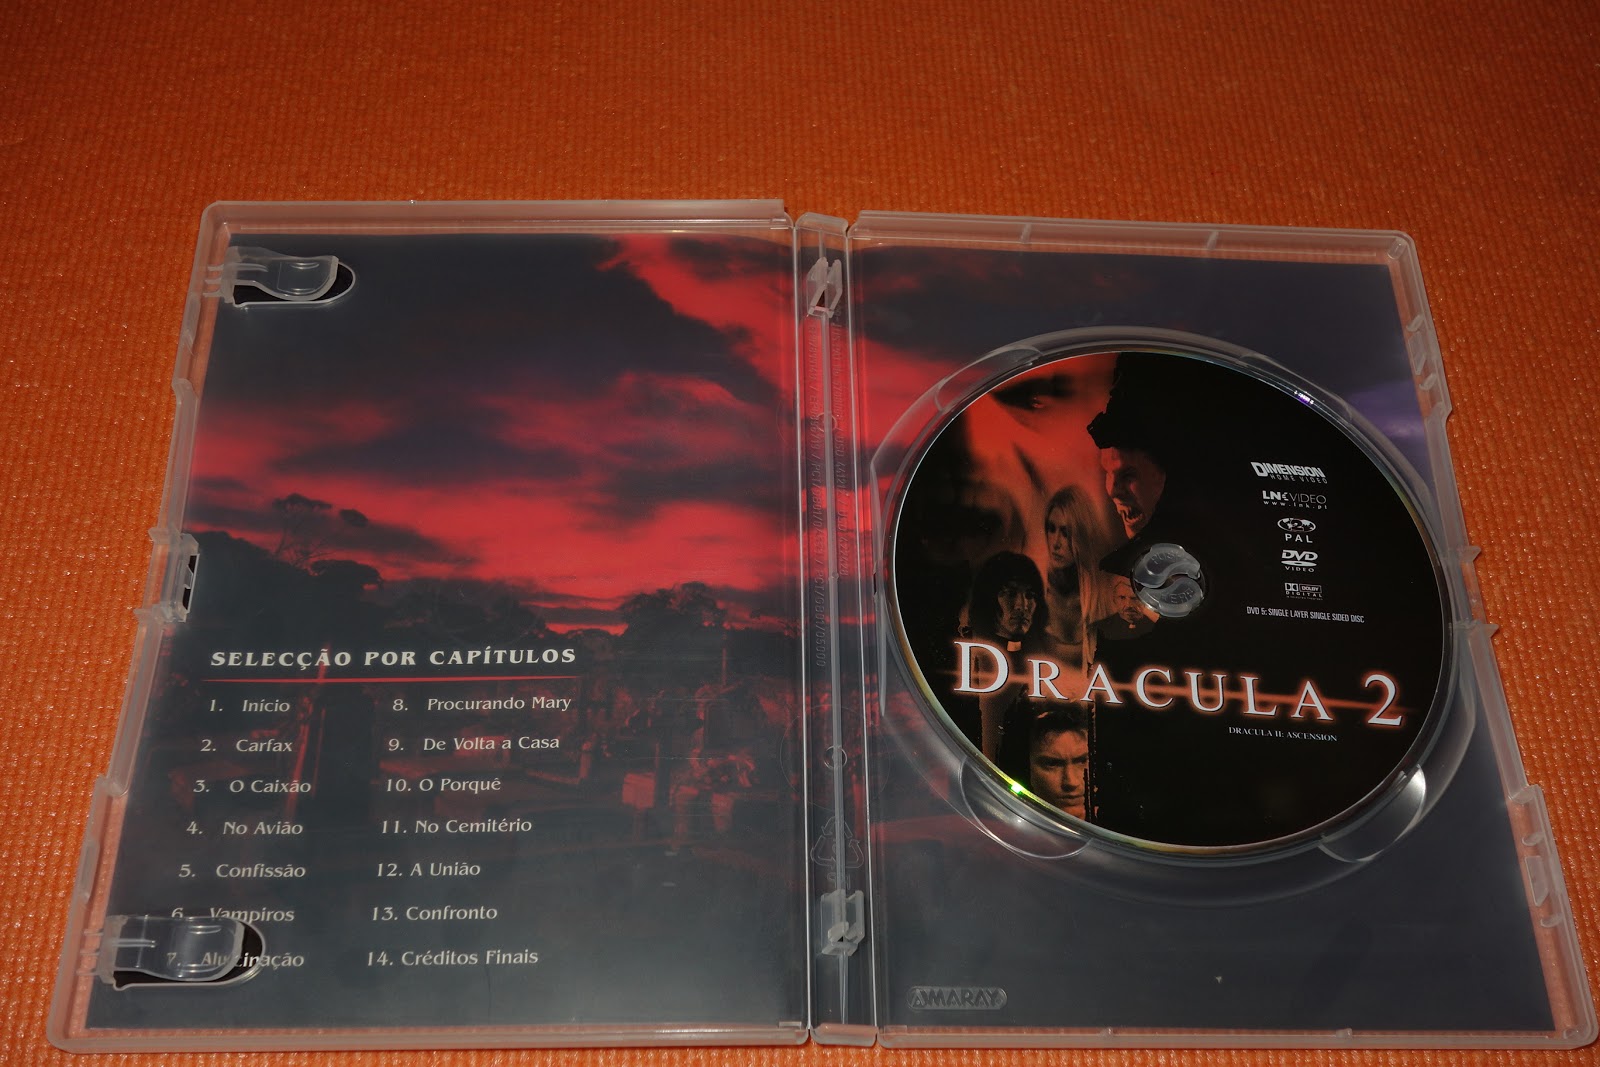 SELECÇÃO POR CAPÍTULOS
1. Início
2. Carfax
3. O Caixão
4. No Avião
5. Confissão
6. Vampiros
7. Alucinação
8. Procurando Mary
9. De Volta a Casa
10. O Porquê
11. No Cemitério
12. A União
13. Confronto
14. Créditos Finais
DIMENSION
HOME VIDEO
LNK VIDEO
www.lnk.pt
2
PAL
DVD
VIDEO
DOLBY
DIGITAL
DVD 5: SINGLE LAYER SINGLE SIDED DISC
DRACULA 2
DRACULA II: ASCENSION
AMARAY